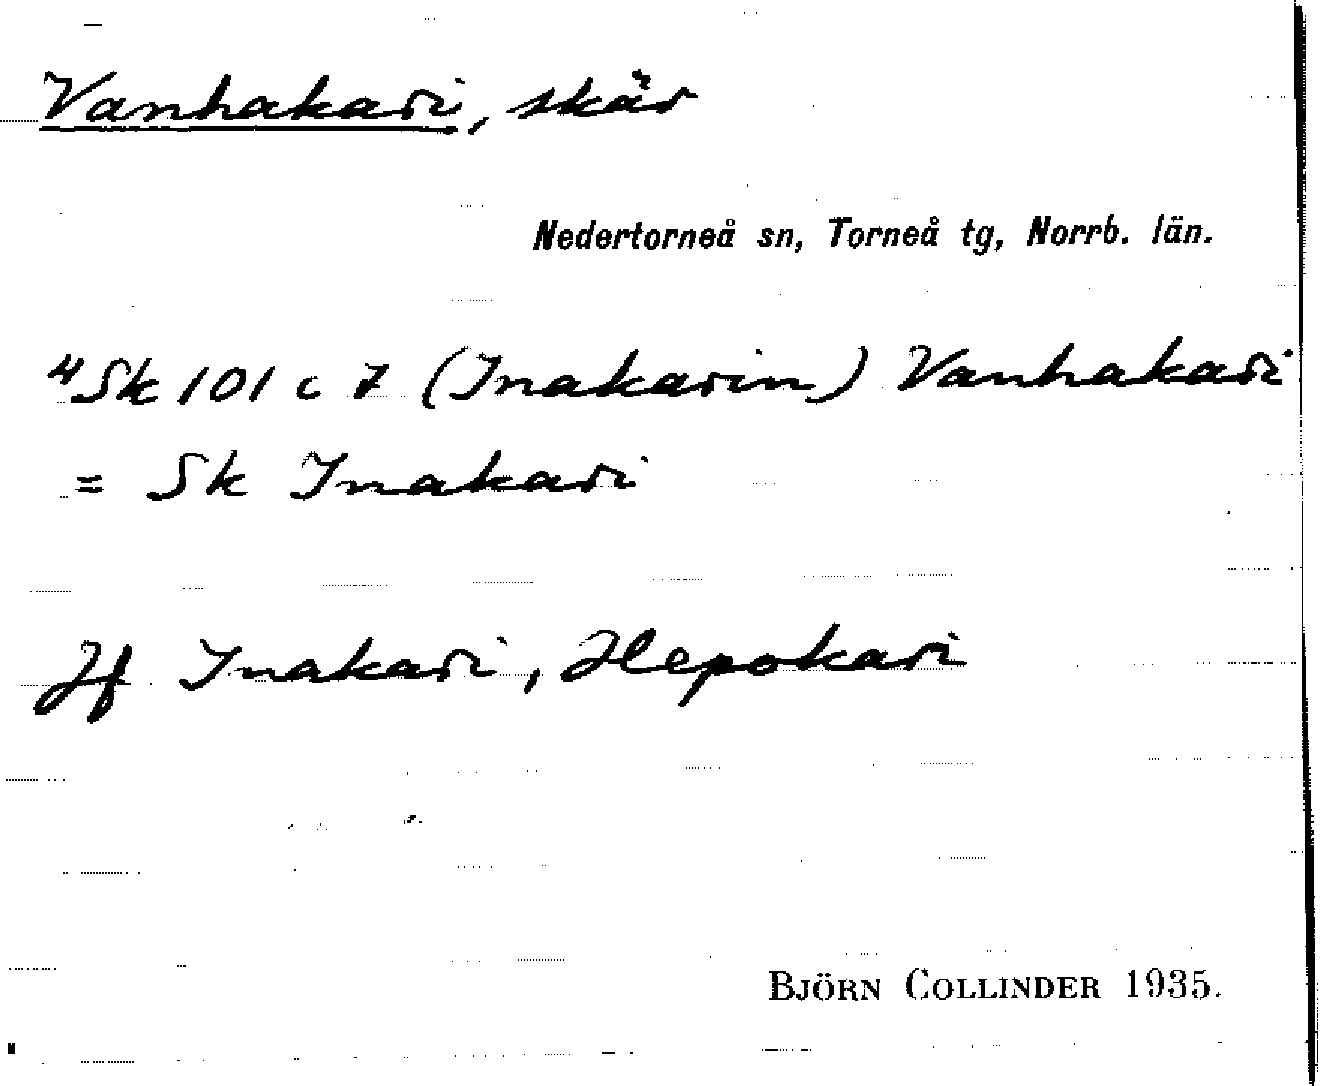 Vanhakari, skär
Nedertorneå sn, Torneå tg, Norrb. län.
"Sk 101 c 7 (Inakarin) Vanhakari
= Sk Inakari
Jf Inakari, Hepokari
BJÖRN COLLINDER 1935.